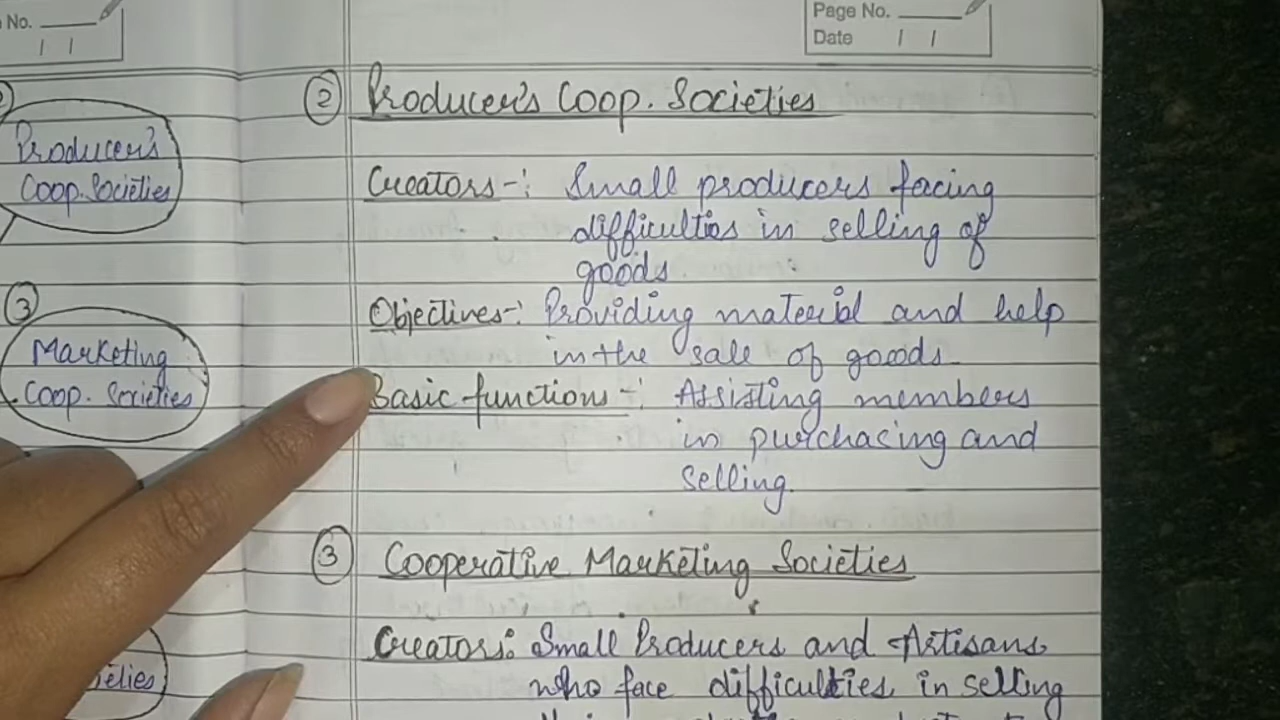 No.
Page No.
Date
Producer's
Coop. Societies
3
Marketing
Coop. Societies
2 Producer's Coop. Societies
Creators -: Small producers facing
difficulties in selling of
goods.
Objectives -: Providing material and help
in the sale of goods
Basic functions -: Assisting members
in purchasing and
selling.
3 Cooperative Marketing Societies
Creators: Small Producers and Artisans
who face difficulties in selling